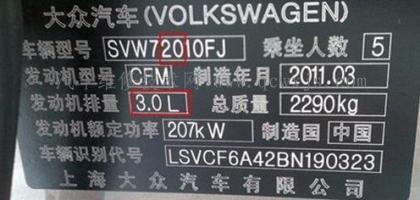 大众汽车(VOLKSWAGEN)
车辆型号 SVW72010FJ 乘坐人数 5
发动机型号 CFM 制造年月 2011.03
发动机排量 3.0 L 总质量 2290kg
发动机额定功率 207kW 制造国 中国
车辆识别代号 LSVCF6A42BN190323
上海大众汽车有限公司